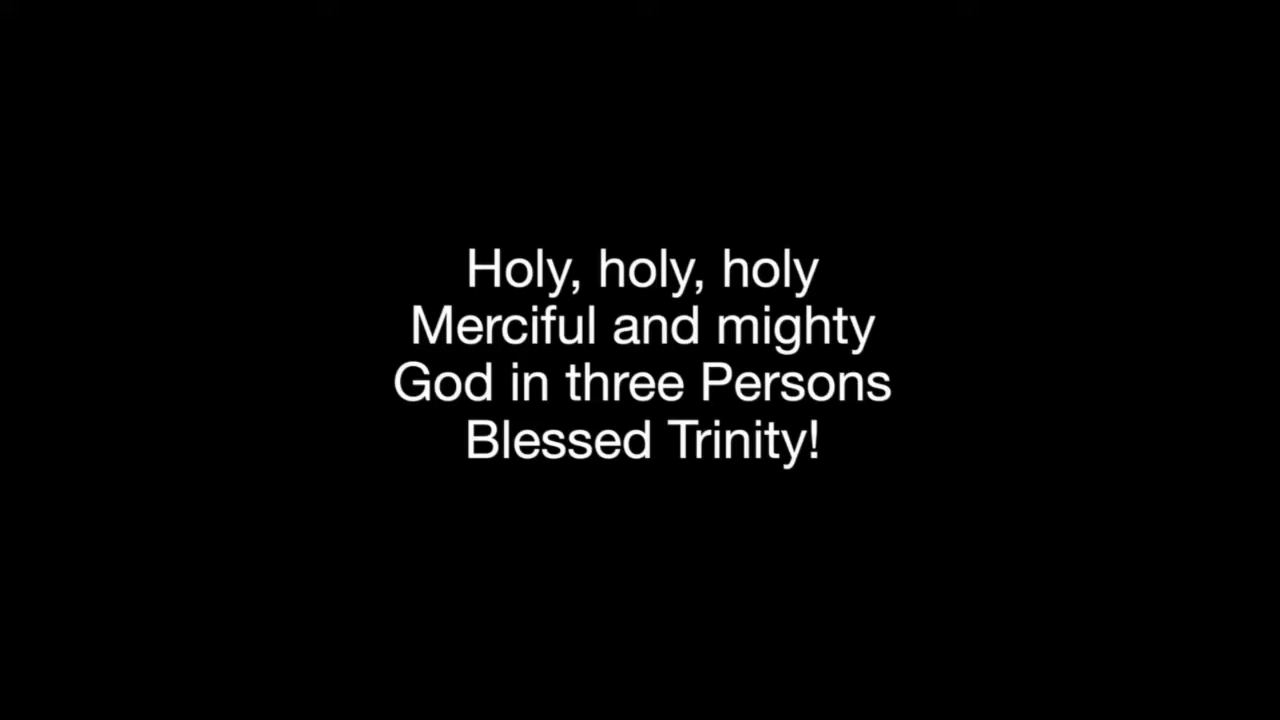 Holy, holy, holy
Merciful and mighty
God in three Persons
Blessed Trinity!